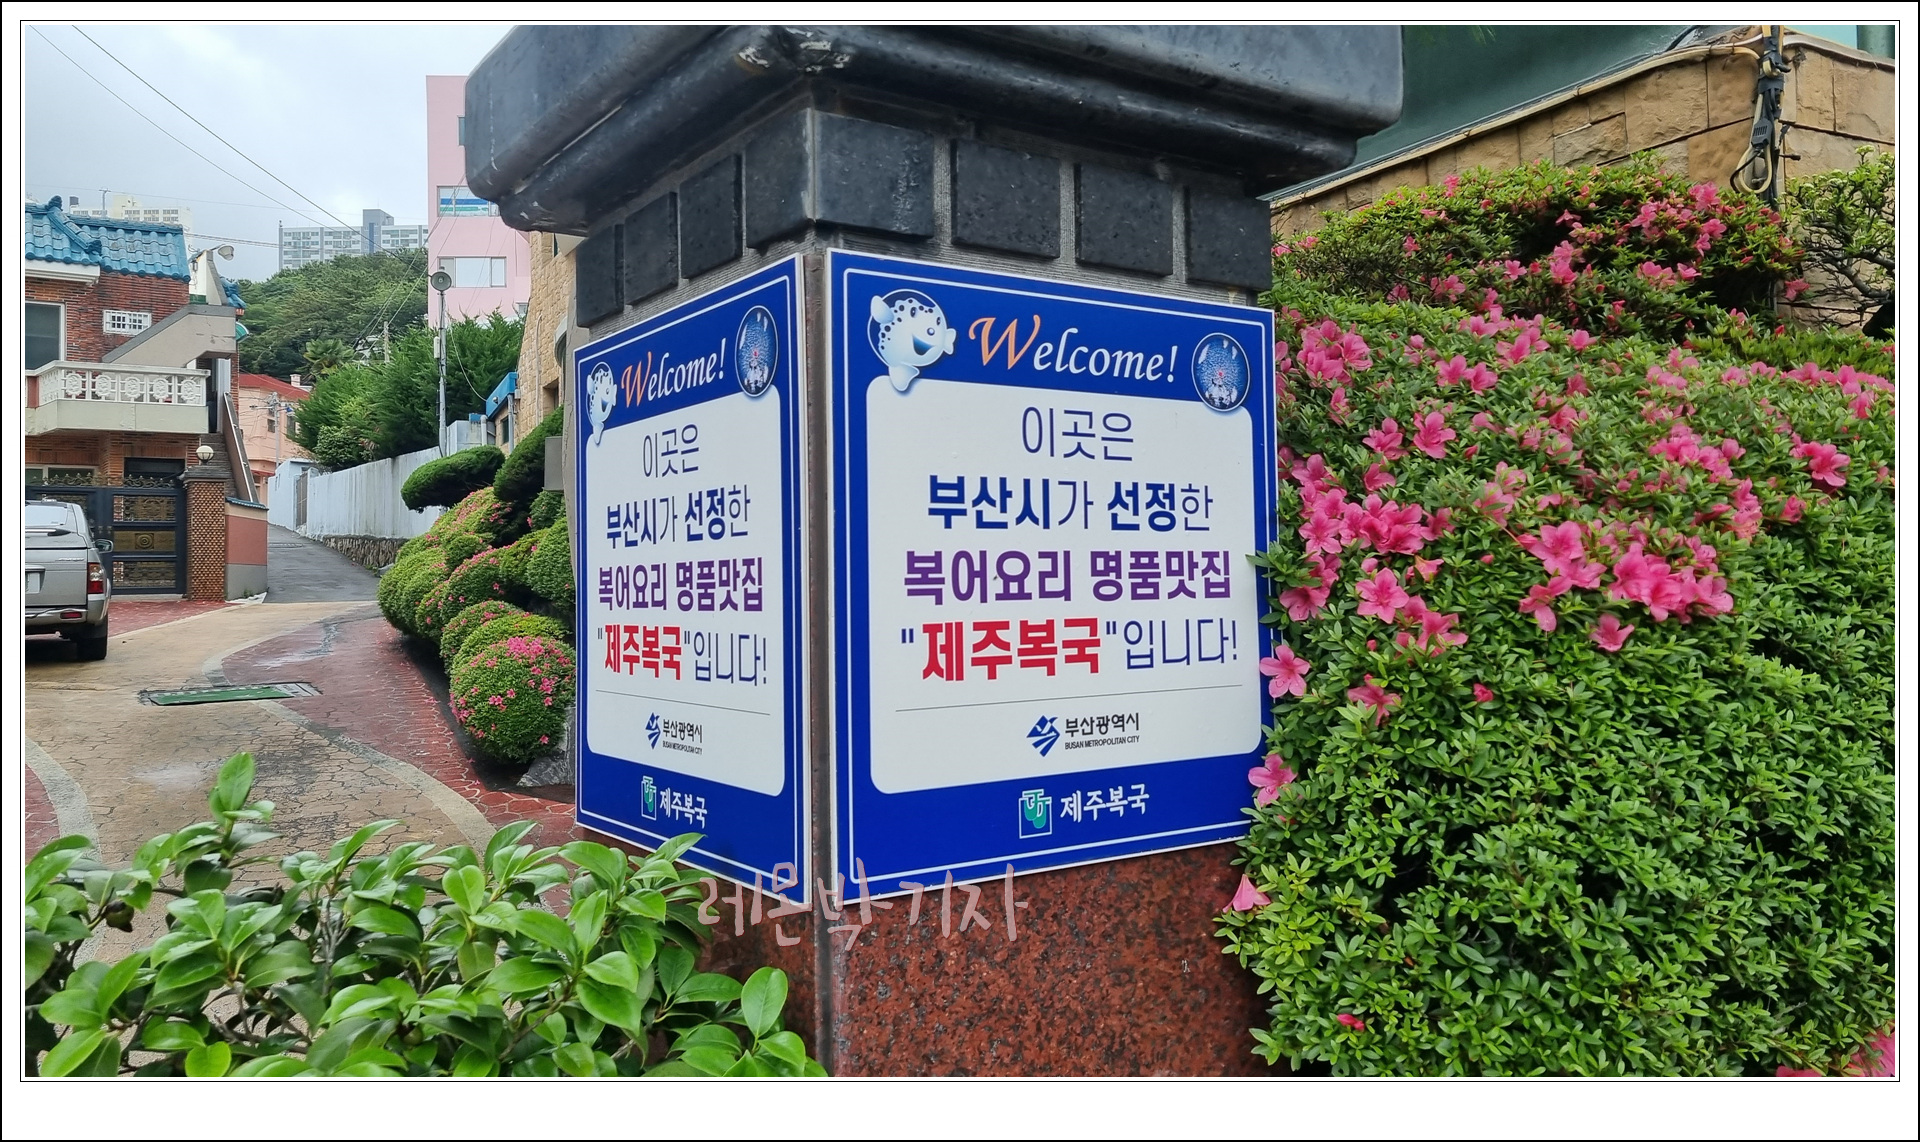 Welcome!
이곳은
부산시가 선정한
복어요리 명품맛집
"제주복국"입니다!
부산광역시
BUSAN METROPOLITAN CITY
제주복국
Welcome!
이곳은
부산시가 선정한
복어요리 명품맛집
"제주복국"입니다!
부산광역시
BUSAN METROPOLITAN CITY
제주복국
레몬박기자